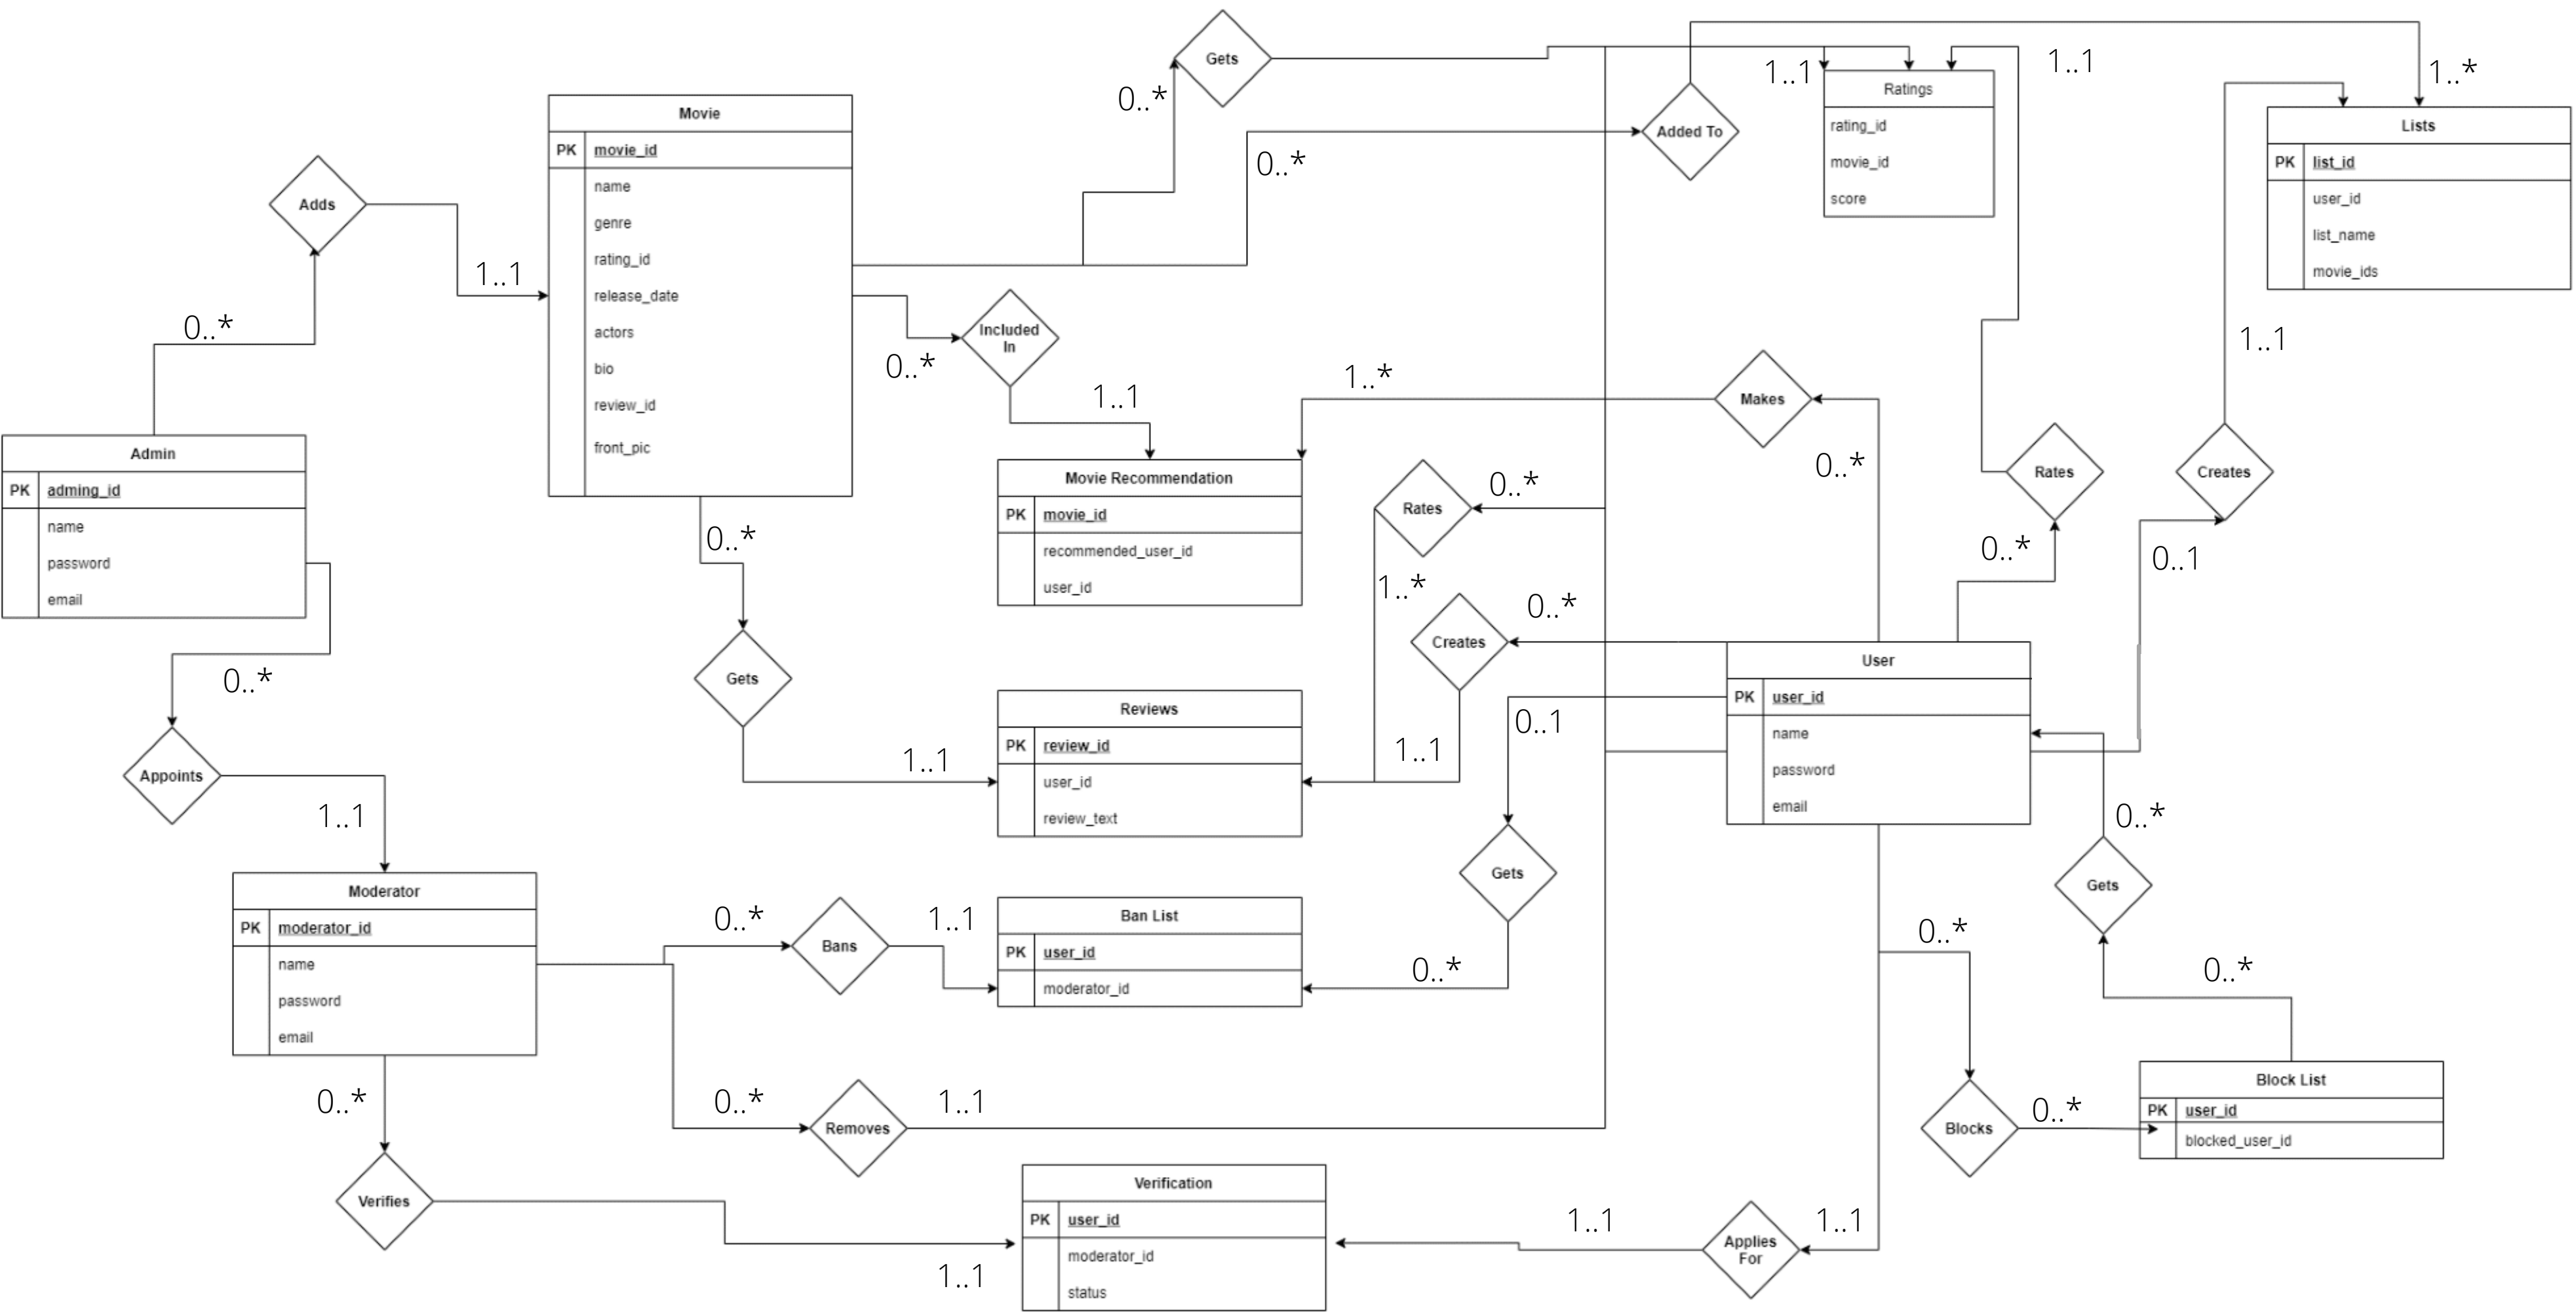 Gets
1..1
1..1
1..*
0..*
Ratings
rating_id
movie_id
score
Added To
0..*
Lists
PK list_id
user_id
list_name
movie_ids
Movie
PK movie_id
name
genre
rating_id
release_date
actors
bio
review_id
front_pic
Adds
1..1
0..*
Included
In
0..*
1..1
1..*
Makes
0..*
1..1
Rates
0..*
Creates
0..1
Admin
PK adming_id
name
password
email
Movie Recommendation
PK movie_id
recommended_user_id
user_id
Rates
0..*
1..*
0..*
Gets
Creates
0..*
1..1
0..*
Appoints
1..1
Reviews
PK review_id
user_id
review_text
1..1
User
PK user_id
name
password
email
0..1
Gets
0..*
0..*
Gets
0..*
Moderator
PK moderator_id
name
password
email
0..*
Bans
1..1
Ban List
PK user_id
moderator_id
0..*
0..*
Removes
1..1
0..*
Blocks
0..*
Block List
PK user_id
blocked_user_id
0..*
Verifies
1..1
Verification
PK user_id
moderator_id
status
1..1
Applies
For
1..1